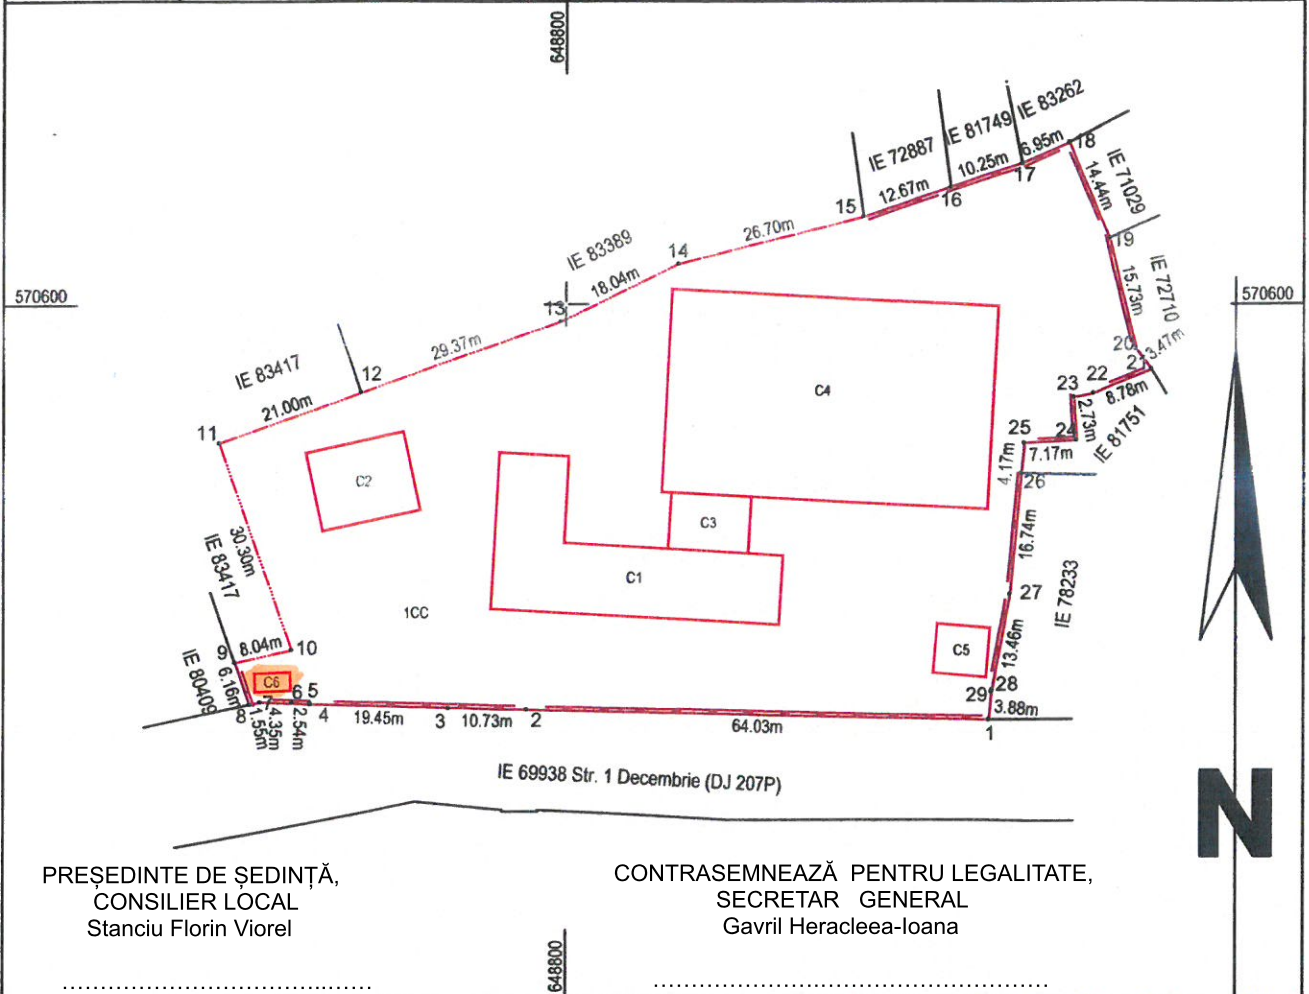 648800
IE 83262
IE 81749
IE 72887
6.95m
18
10.25m
17
12.67m
16
15
IE 71029
14.44m
19
26.70m
14
IE 83389
18.04m
13
570600
570600
IE 72710
15.73m
20
21
3.47m
29.37m
12
IE 83417
21.00m
11
22
23
8.78m
2.73m
IE 81751
24
25
7.17m
4.17m
26
C4
C2
C3
C1
1CC
16.74m
27
IE 78233
13.46m
C5
28
29
3.88m
1
30.30m
IE 83417
10
8.04m
9
6.16m
IE 80409
C6
8
7
6
5
1.55m
4.35m
2.54m
4
19.45m
3
10.73m
2
64.03m
IE 69938 Str. 1 Decembrie (DJ 207P)
N
PREȘEDINTE DE ȘEDINȚĂ,
CONSILIER LOCAL
Stanciu Florin Viorel
……………………………..……
CONTRASEMNEAZĂ PENTRU LEGALITATE,
SECRETAR GENERAL
Gavril Heracleea-Ioana
……………………………………………
648800